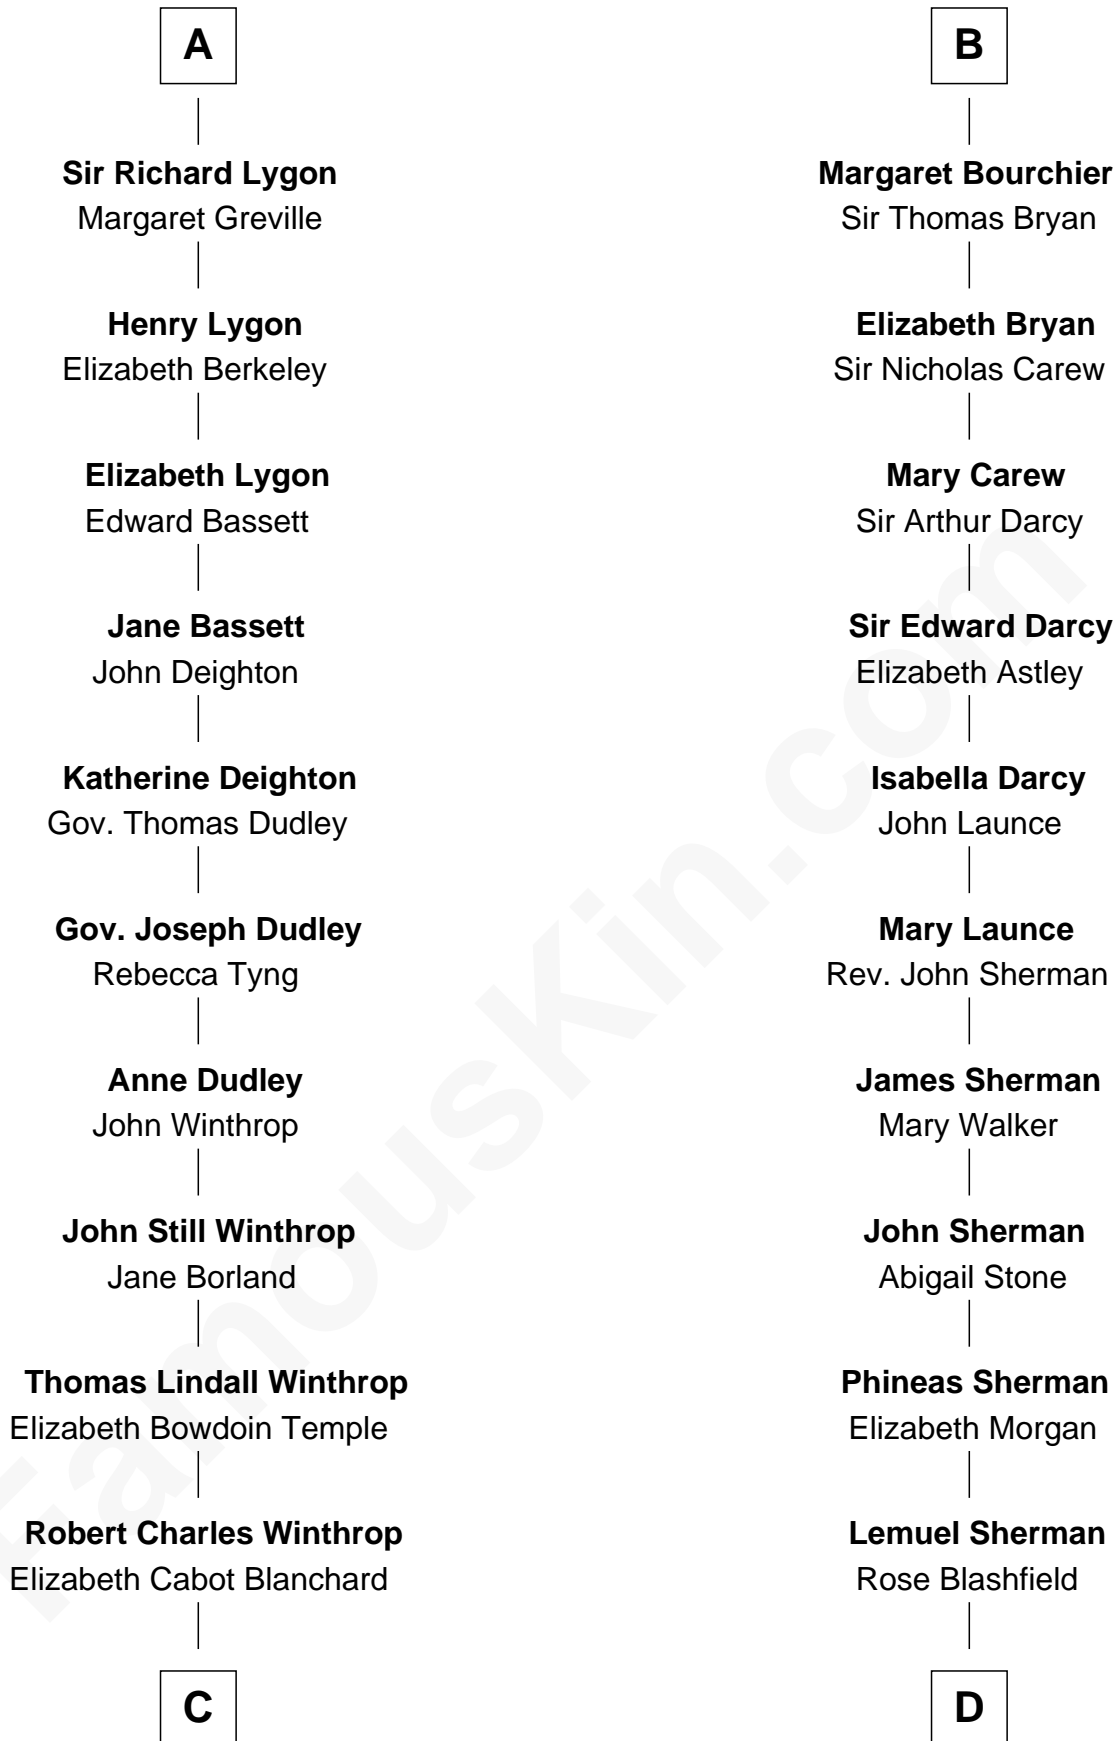 A
Sir Richard Lygon
Margaret Greville
Henry Lygon
Elizabeth Berkeley
Elizabeth Lygon
Edward Bassett
Jane Bassett
John Deighton
Katherine Deighton
Gov. Thomas Dudley
Gov. Joseph Dudley
Rebecca Tyng
Anne Dudley
John Winthrop
John Still Winthrop
Jane Borland
Thomas Lindall Winthrop
Elizabeth Bowdoin Temple
Robert Charles Winthrop
Elizabeth Cabot Blanchard
C
B
Margaret Bourchier
Sir Thomas Bryan
Elizabeth Bryan
Sir Nicholas Carew
Mary Carew
Sir Arthur Darcy
Sir Edward Darcy
Elizabeth Astley
Isabella Darcy
John Launce
Mary Launce
Rev. John Sherman
James Sherman
Mary Walker
John Sherman
Abigail Stone
Phineas Sherman
Elizabeth Morgan
Lemuel Sherman
Rose Blashfield
D
FamousKin.com